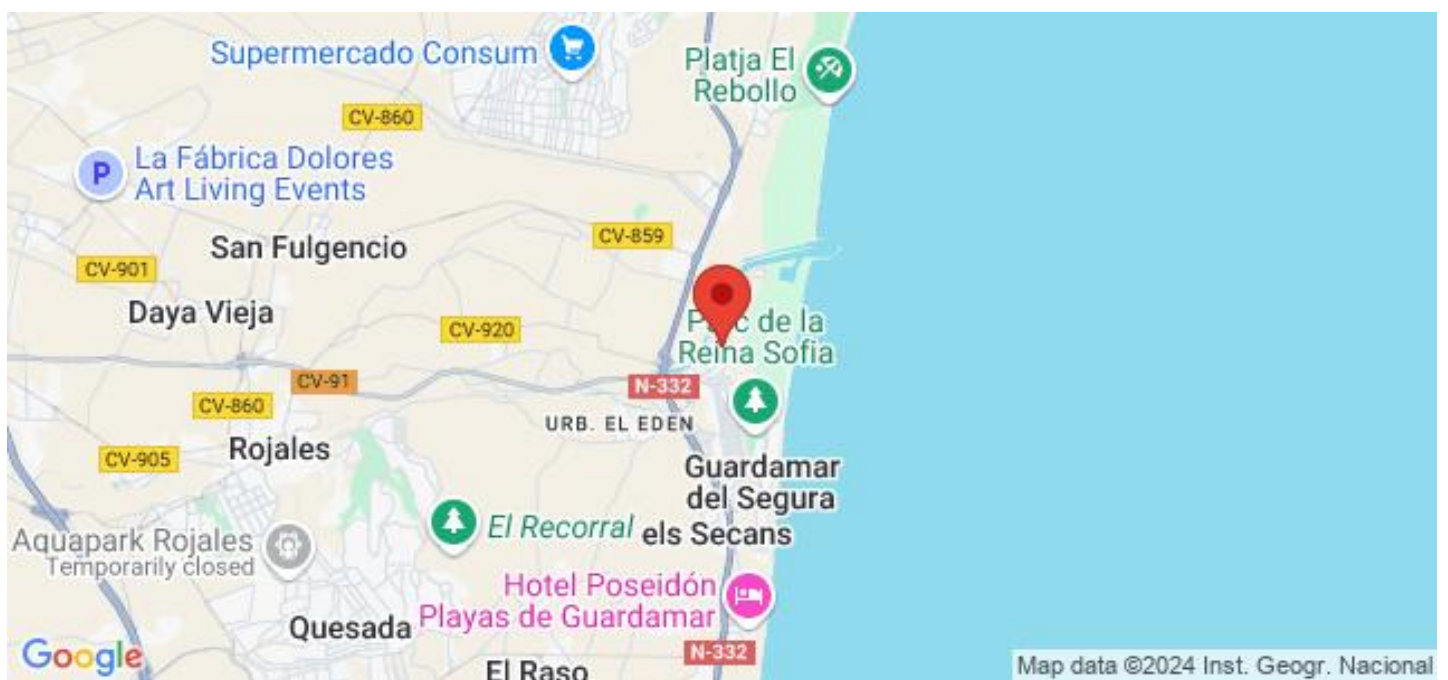 Supermercado Consum
Platja El
Rebollo
CV-860
La Fábrica Dolores
Art Living Events
P
San Fulgencio
CV-859
CV-901
Daya Vieja
CV-920
Parc de la
Reina Sofia
CV-91
N-332
CV-860
URB. EL EDEN
Rojales
CV-905
Guardamar
del Segura
El Recorral
els Secans
Aquapark Rojales
Temporarily closed
Hotel Poseidón
Playas de Guardamar
Quesada
N-332
El Raso
Google
Map data ©2024 Inst. Geogr. Nacional